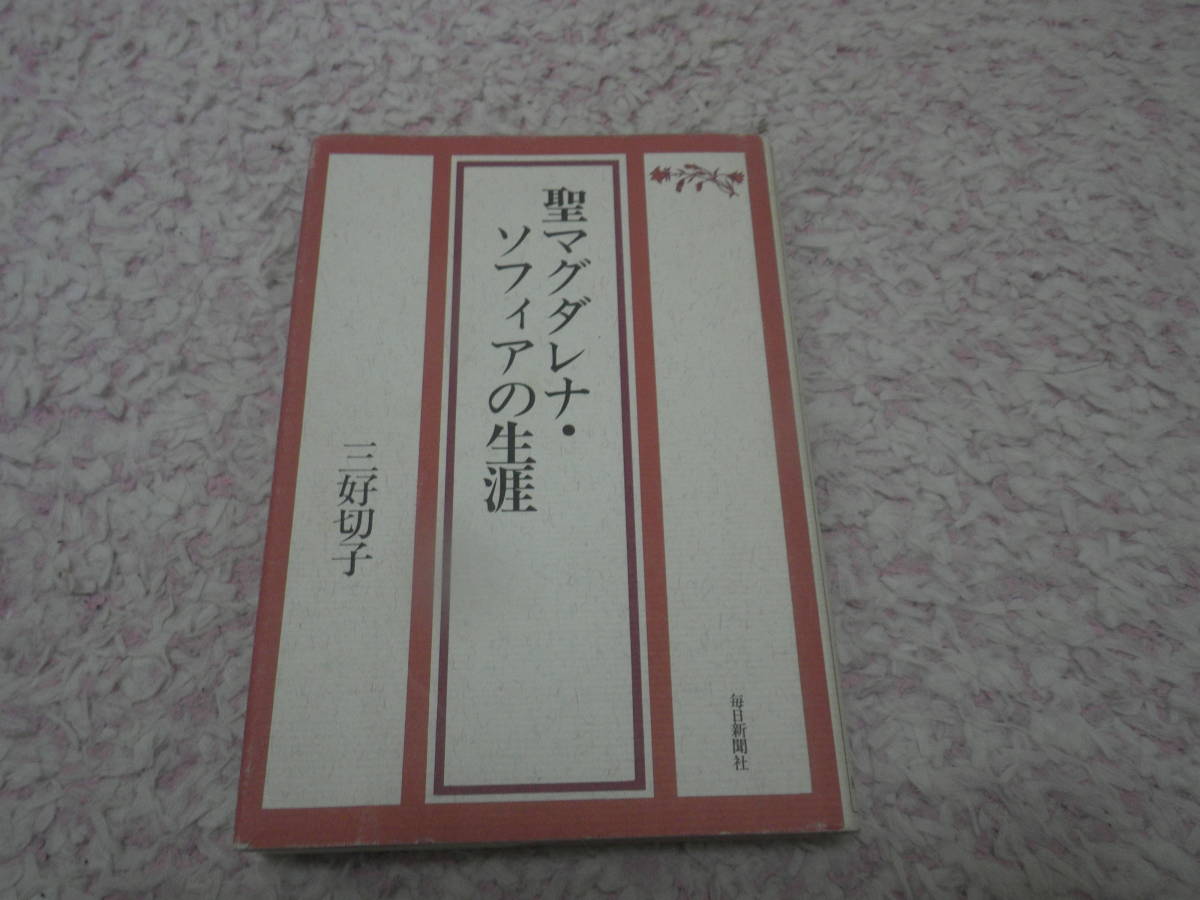 聖マグダレナ・
ソフィアの生涯
三好切子
毎日新聞社